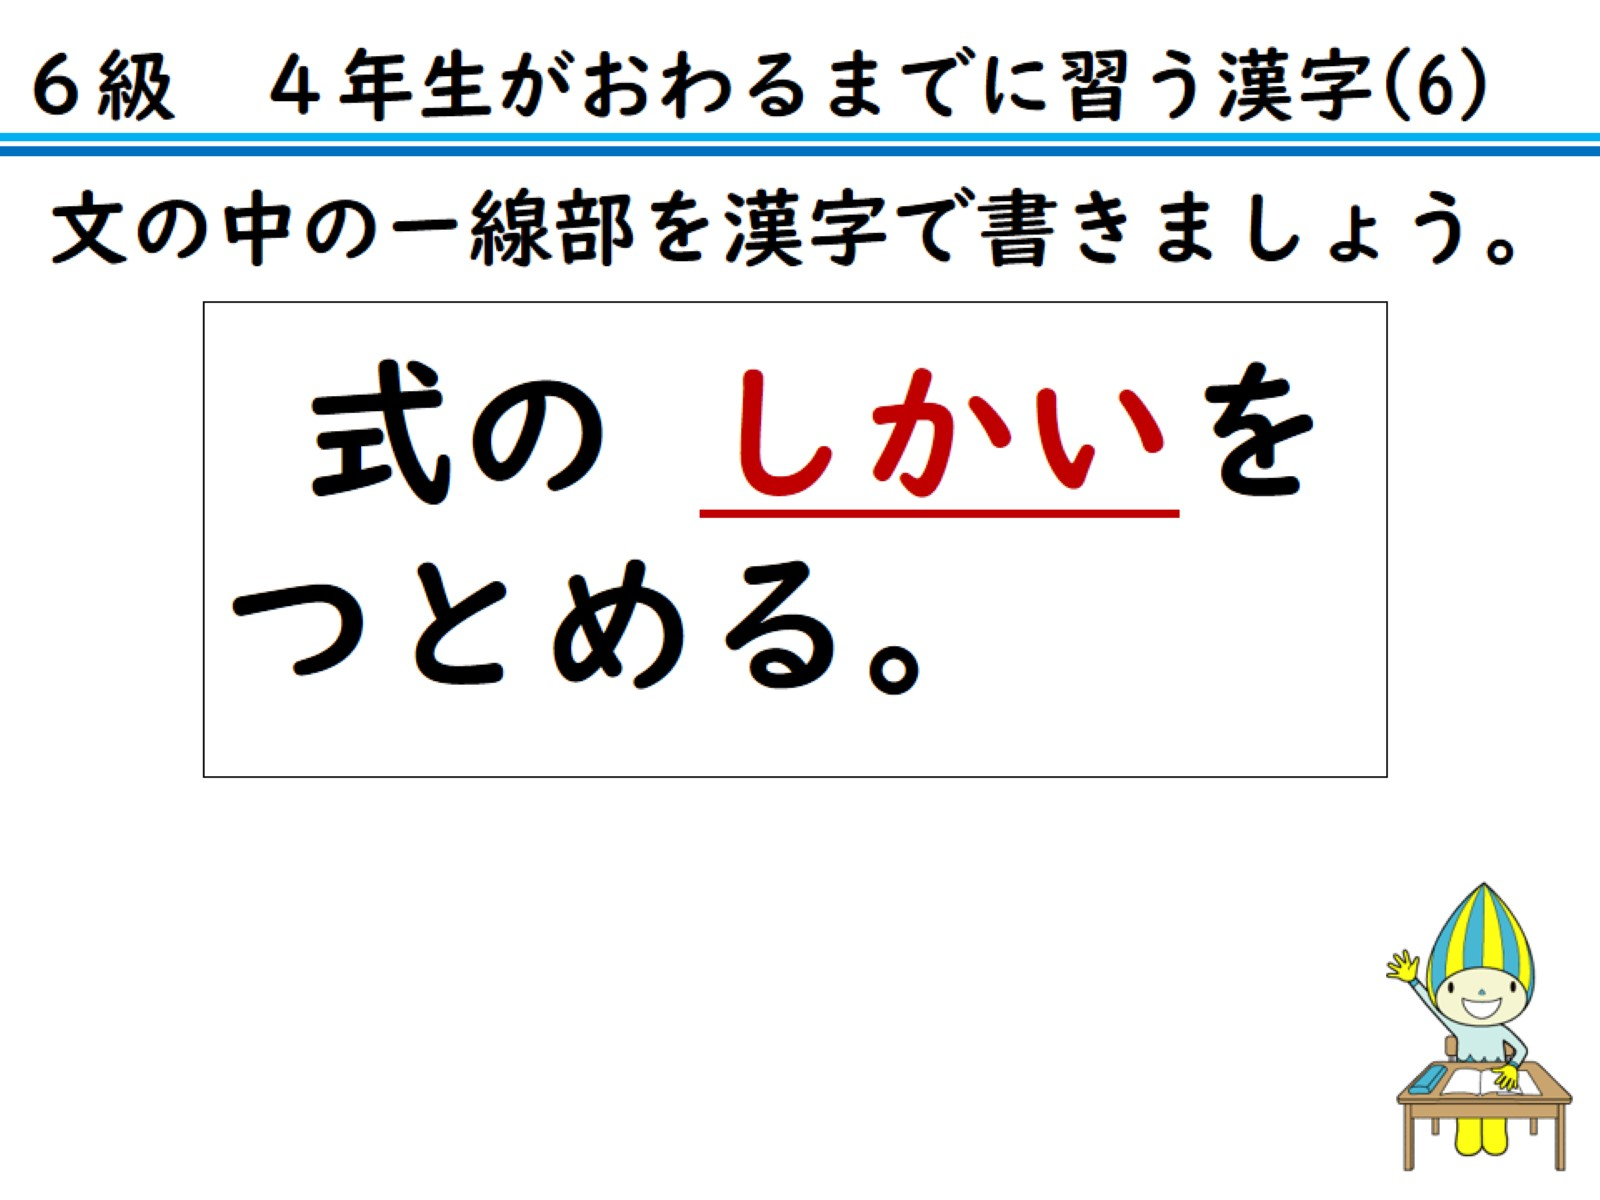 ６級　４年生がおわるまでに習う漢字(6)
文の中の一線部を漢字で書きましょう。
式の しかいを
つとめる。